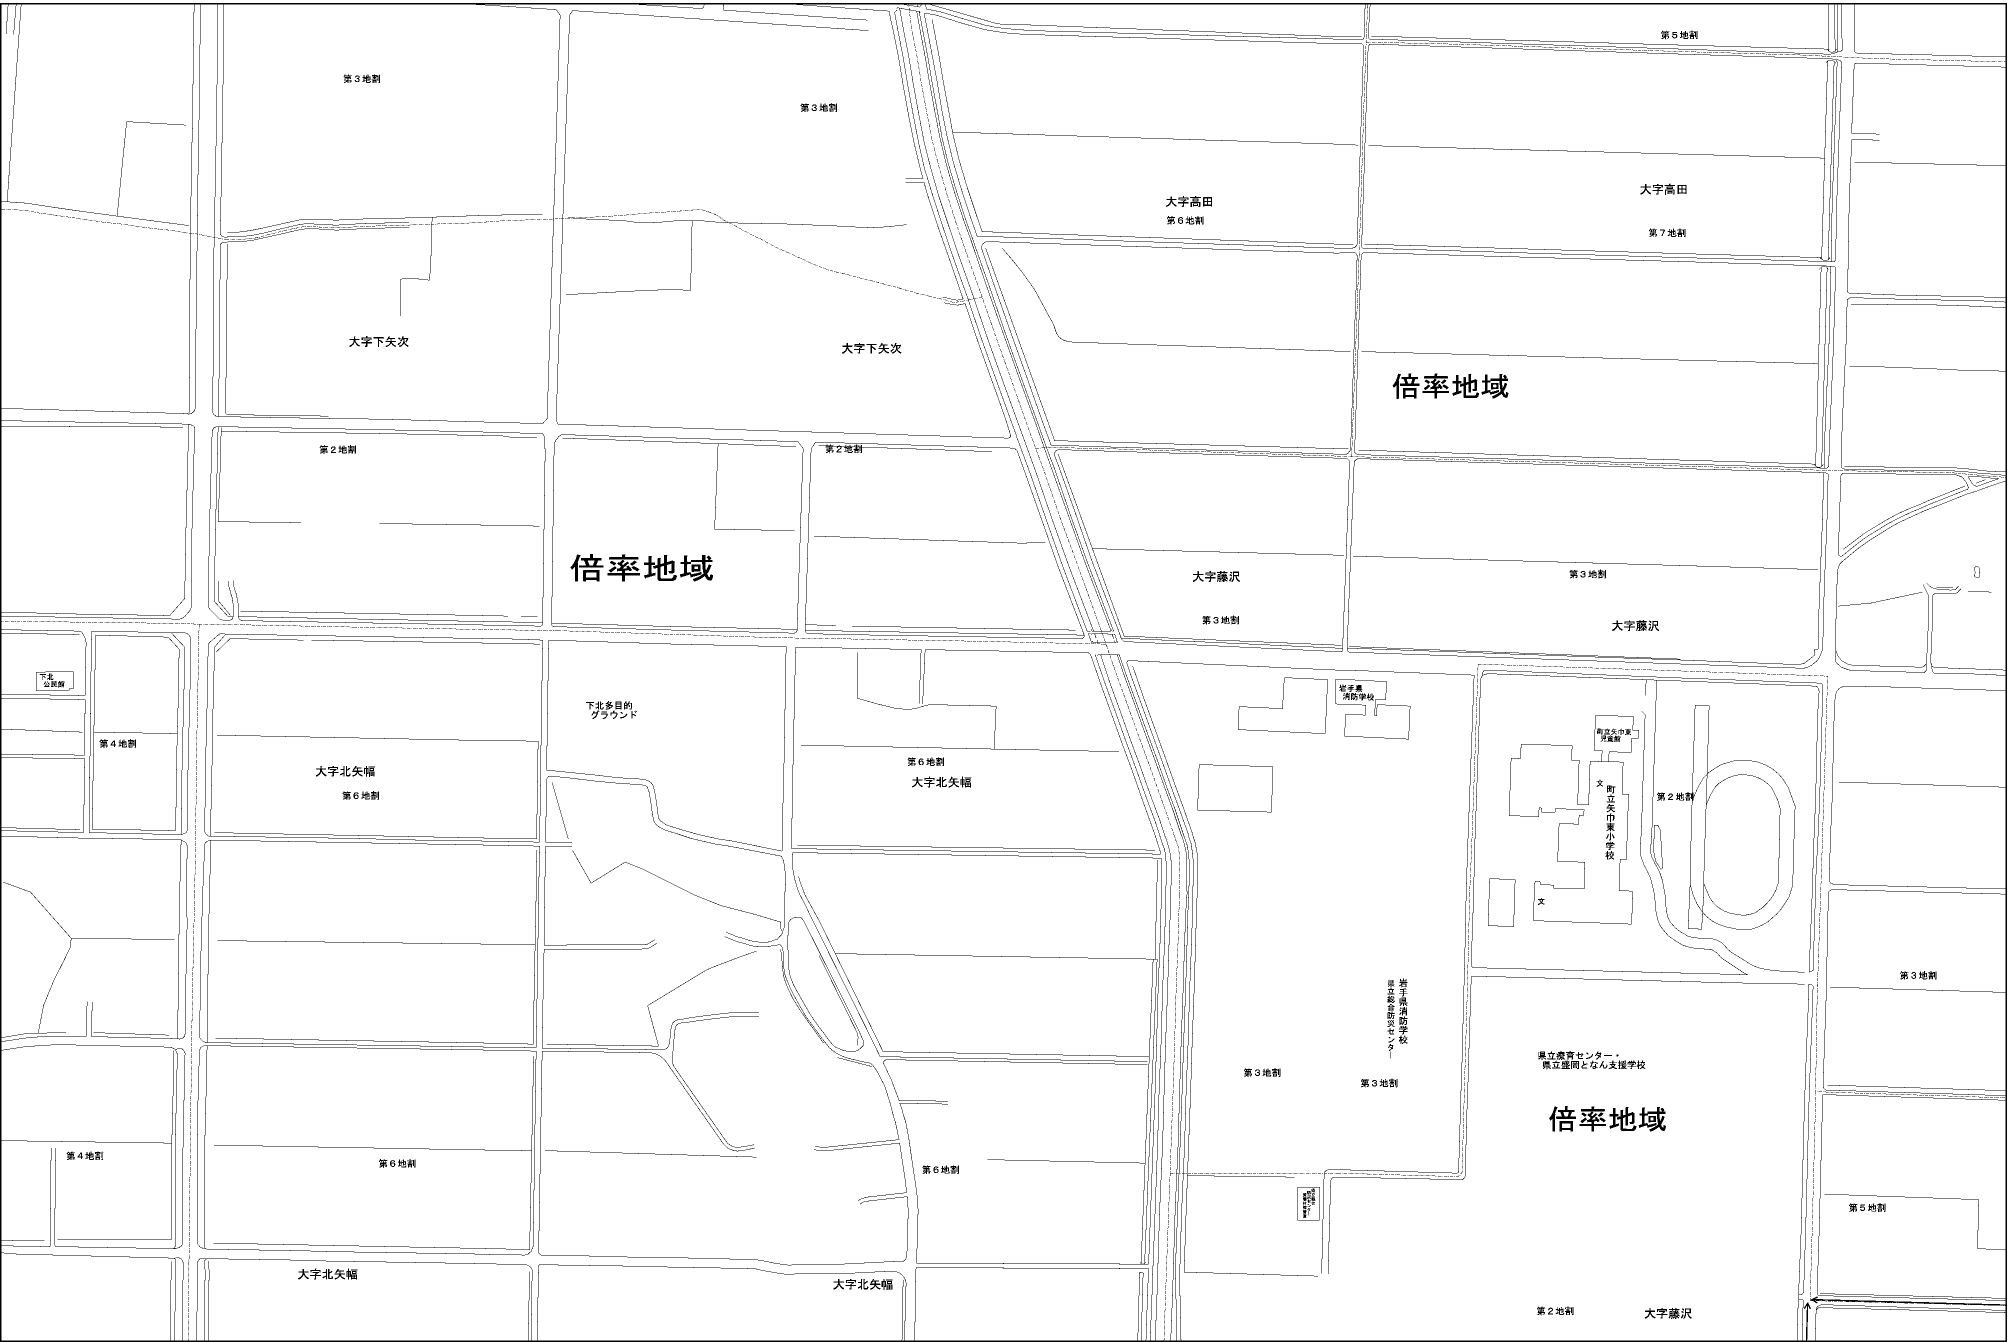 第５地割
第３地割
第３地割
大字高田
大字高田
第６地割
第７地割
大字下矢次
大字下矢次
倍率地域
第２地割
第２地割
倍率地域
大字藤沢
第３地割
第３地割
大字藤沢
下北
公民館
岩手県
消防学校
下北多目的
グラウンド
町立矢巾東
児童館
第４地割
第６地割
大字北矢幅
大字北矢幅
第６地割
文
町立矢巾東小学校
第２地割
文
第３地割
岩手県消防学校
県立総合防災センター
県立療育センター・
県立盛岡となん支援学校
第３地割
第３地割
倍率地域
第４地割
第６地割
第６地割
第５地割
大字北矢幅
大字北矢幅
第２地割
大字藤沢